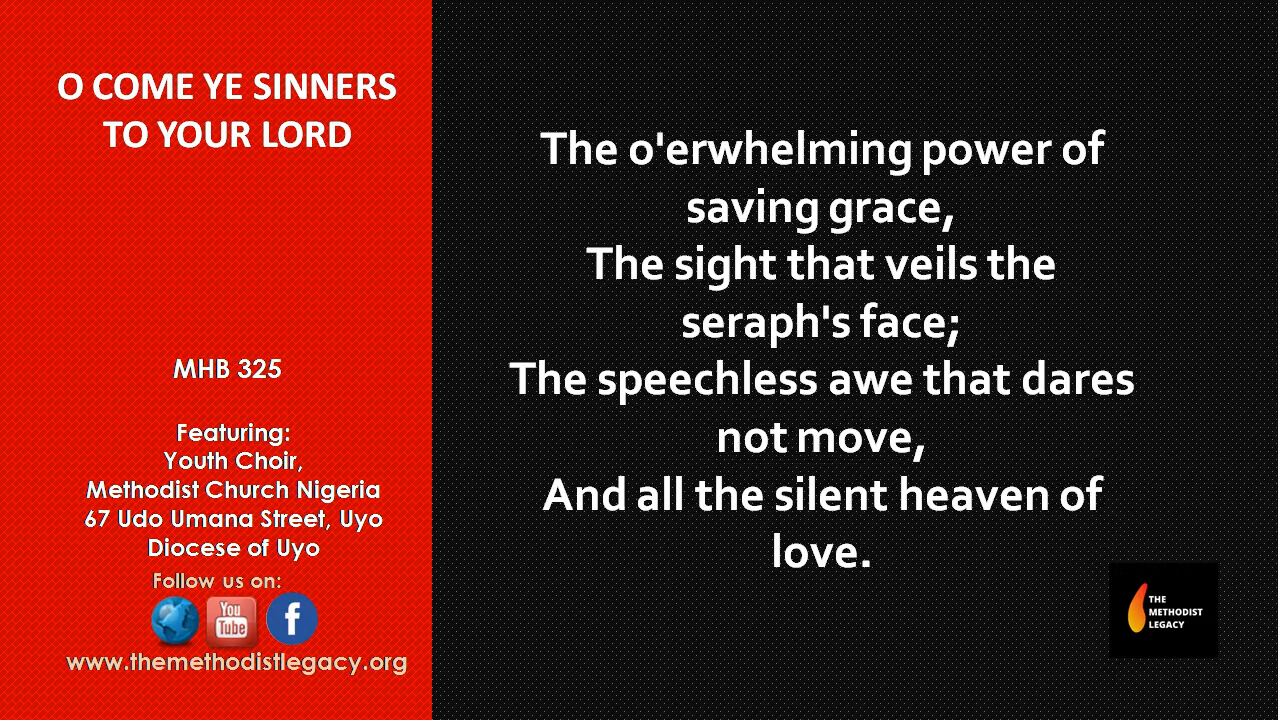 O COME YE SINNERS
TO YOUR LORD
MHB 325
Featuring:
Youth Choir,
Methodist Church Nigeria
67 Udo Umana Street, Uyo
Diocese of Uyo
Follow us on:
You
Tube
f
www.themethodistlegacy.org
The o'erwhelming power of
saving grace,
The sight that veils the
seraph's face;
The speechless awe that dares
not move,
And all the silent heaven of
love.
THE
METHODIST
LEGACY